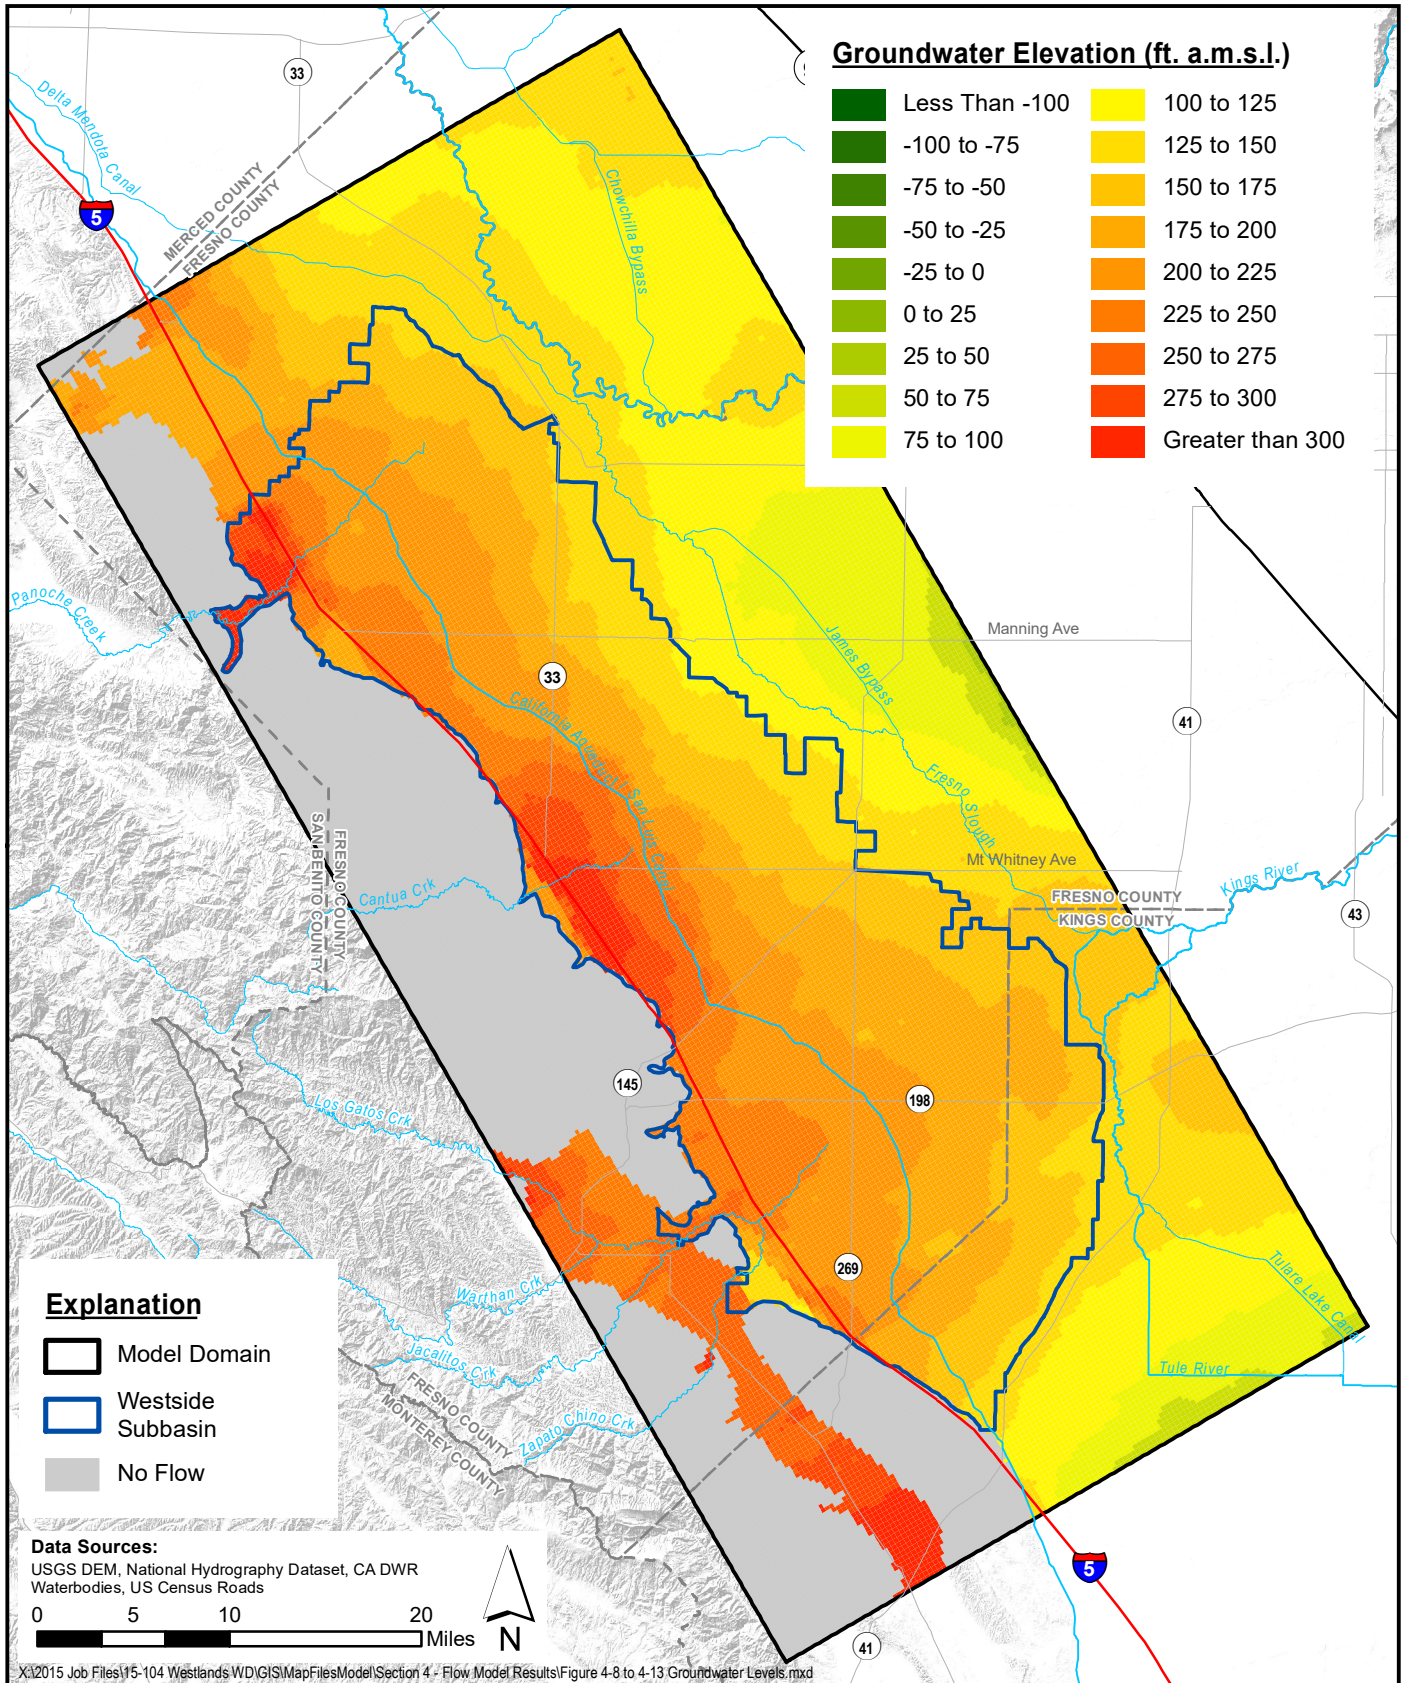 Groundwater Elevation (ft. a.m.s.l.)
Less Than -100
-100 to -75
-75 to -50
-50 to -25
-25 to 0
0 to 25
25 to 50
50 to 75
75 to 100
100 to 125
125 to 150
150 to 175
175 to 200
200 to 225
225 to 250
250 to 275
275 to 300
Greater than 300
33
Delta Mendota Canal
5
MERCED COUNTY
FRESNO COUNTY
Chowchilla Bypass
Panoche Creek
Manning Ave
James Bypass
33
41
California Aqueduct / San Luis Canal
Fresno Slough
Mt Whitney Ave
SAN BENITO COUNTY
FRESNO COUNTY
Cantua Crk
FRESNO COUNTY
KINGS COUNTY
Kings River
43
145
198
Los Gatos Crk
269
Warthan Crk
Jacalitos Crk
Zapato Chino Crk
FRESNO COUNTY
MONTEREY COUNTY
Tulare Lake Canal
Tule River
5
41
Explanation
Model Domain
Westside
Subbasin
No Flow
Data Sources:
USGS DEM, National Hydrography Dataset, CA DWR
Waterbodies, US Census Roads
0 5 10 20
Miles
N
X:\2015 Job Files\15-104 Westlands WD\GIS\MapFilesModel\Section 4 - Flow Model Results\Figure 4-8 to 4-13 Groundwater Levels.mxd